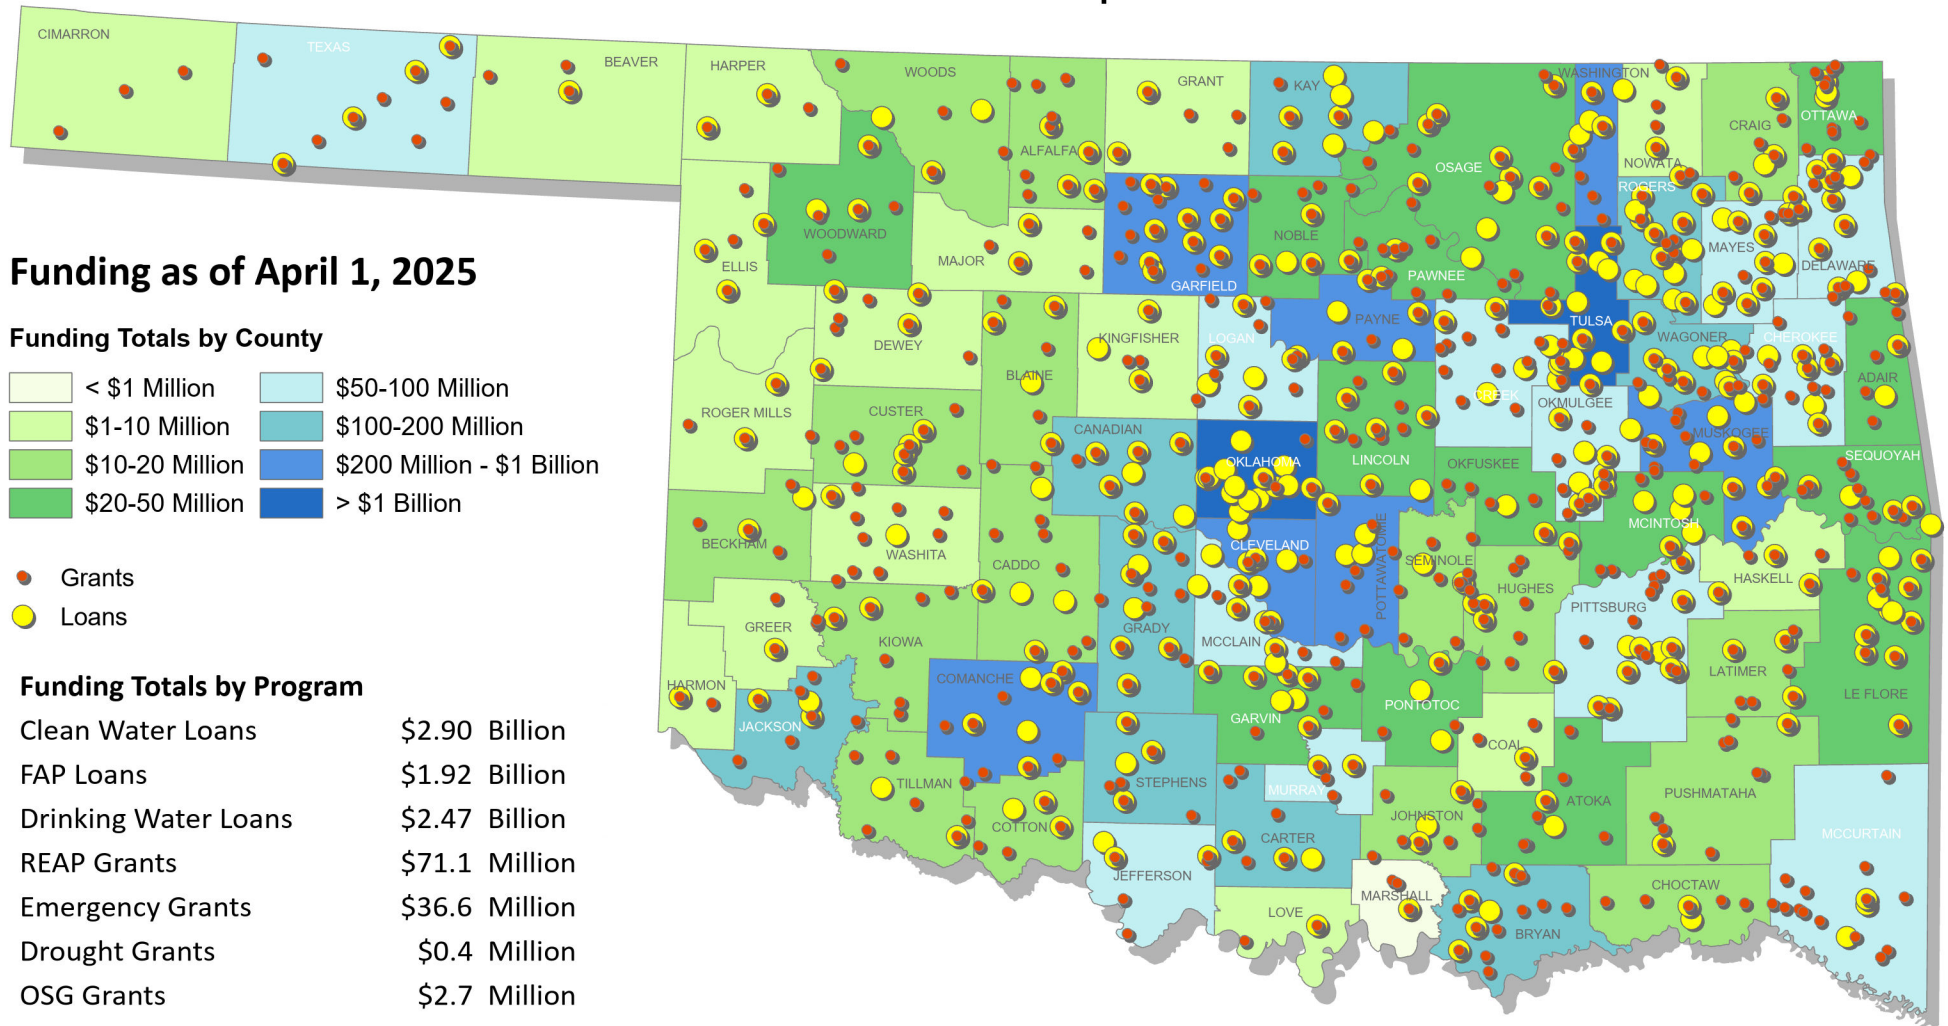 CIMARRON
TEXAS
BEAVER
HARPER
WOODS
ALFALFA
GRANT
KAY
OSAGE
WASHINGTON
NOWATA
CRAIG
OTTAWA
ROGERS
MAYES
DELAWARE
ELLIS
WOODWARD
MAJOR
GARFIELD
NOBLE
PAWNEE
TULSA
Funding as of April 1, 2025
Funding Totals by County
< $1 Million
$1-10 Million
$10-20 Million
$20-50 Million
$50-100 Million
$100-200 Million
$200 Million - $1 Billion
> $1 Billion
Grants
Loans
ROGER MILLS
DEWEY
CUSTER
BLAINE
KINGFISHER
LOGAN
PAYNE
CREEK
OKMULGEE
WAGONER
CHEROKEE
ADAIR
CANADIAN
OKLAHOMA
LINCOLN
OKFUSKEE
MUSKOGEE
SEQUOYAH
BECKHAM
WASHITA
CADDO
GRADY
CLEVELAND
MCCLAIN
POTTAWATOMIE
SEMINOLE
HUGHES
MCINTOSH
HASKELL
PITTSBURG
LATIMER
LE FLORE
GREER
KIOWA
HARMON
JACKSON
COMANCHE
TILLMAN
COTTON
STEPHENS
JEFFERSON
GARVIN
MURRAY
CARTER
LOVE
PONTOTOC
COAL
JOHNSTON
MARSHALL
ATOKA
BRYAN
PUSHMATAHA
CHOCTAW
MCCURTAIN
Funding Totals by Program
Clean Water Loans $2.90 Billion
FAP Loans $1.92 Billion
Drinking Water Loans $2.47 Billion
REAP Grants $71.1 Million
Emergency Grants $36.6 Million
Drought Grants $0.4 Million
OSG Grants $2.7 Million